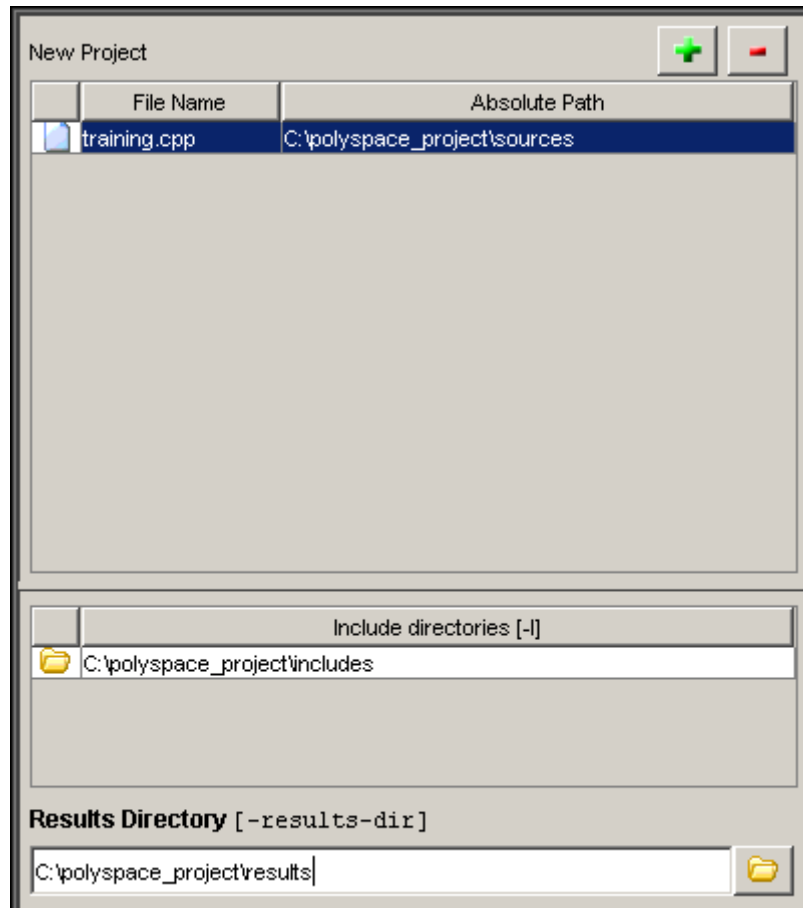 New Project
File Name Absolute Path
training.cpp C:\polyspace_project\sources
Include directories [-I]
C:\polyspace_project\includes
Results Directory [-results-dir]
C:\polyspace_project\results